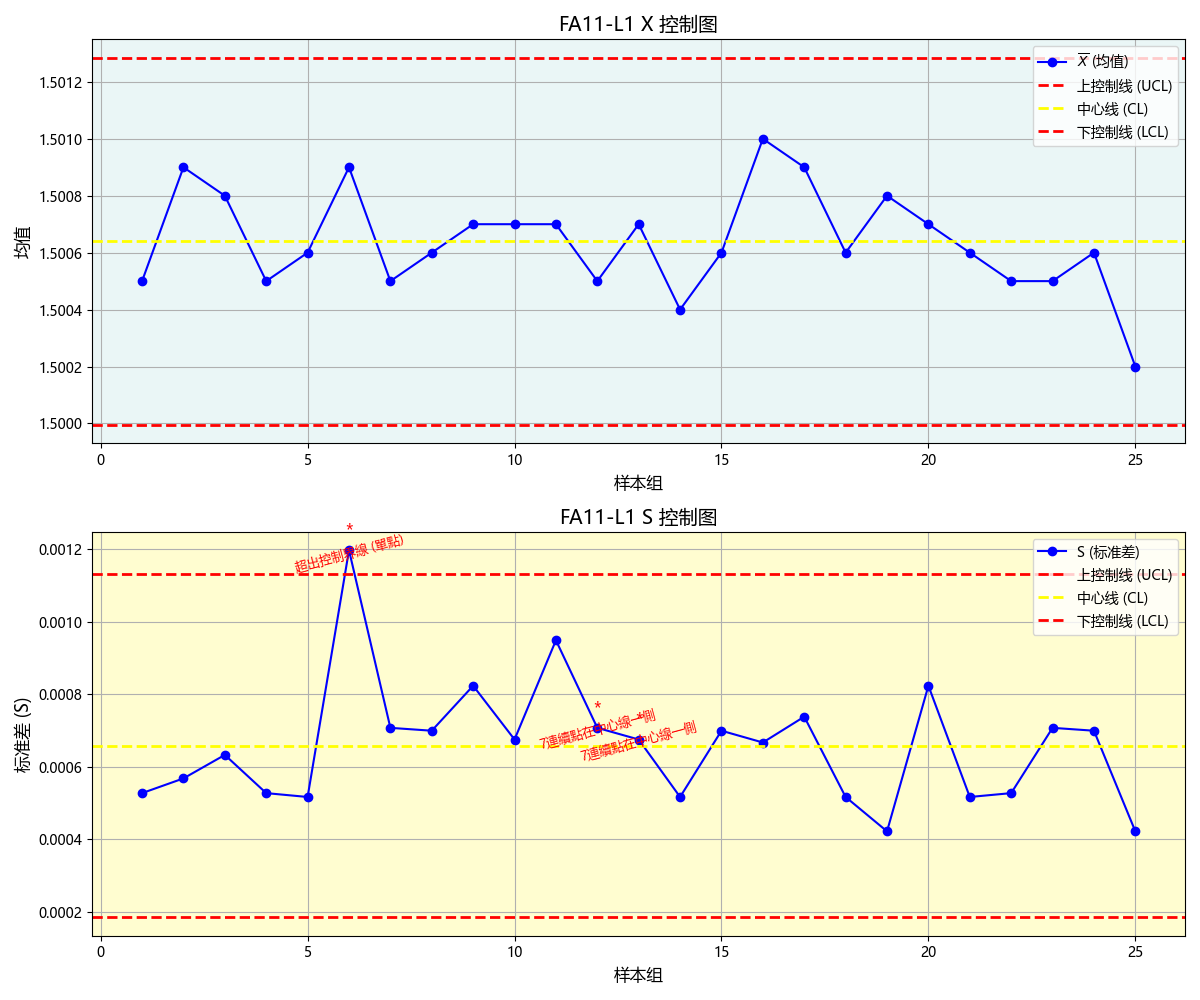 FA11-L1 X 控制图
X (均值)
上控制线 (UCL)
中心线 (CL)
下控制线 (LCL)
均值
1.5012
1.5010
1.5008
1.5006
1.5004
1.5002
1.5000
0 5 10 15 20 25
样本组
FA11-L1 S 控制图
*
超出控制界線 (單點)
S (标准差)
上控制线 (UCL)
中心线 (CL)
下控制线 (LCL)
标准差 (S)
0.0012
0.0010
0.0008
0.0006
0.0004
0.0002
*
7連續點在中心線一側
*
7連續點在中心線一側
0 5 10 15 20 25
样本组